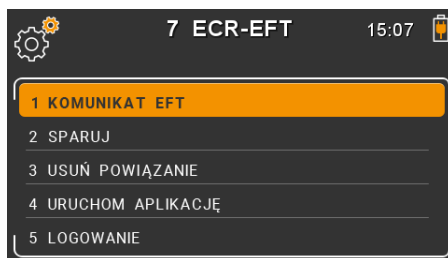 7 ECR-EFT 15:07
1 KOMUNIKAT EFT
2 SPARUJ
3 USUŃ POWIĄZANIE
4 URUCHOM APLIKACJĘ
5 LOGOWANIE